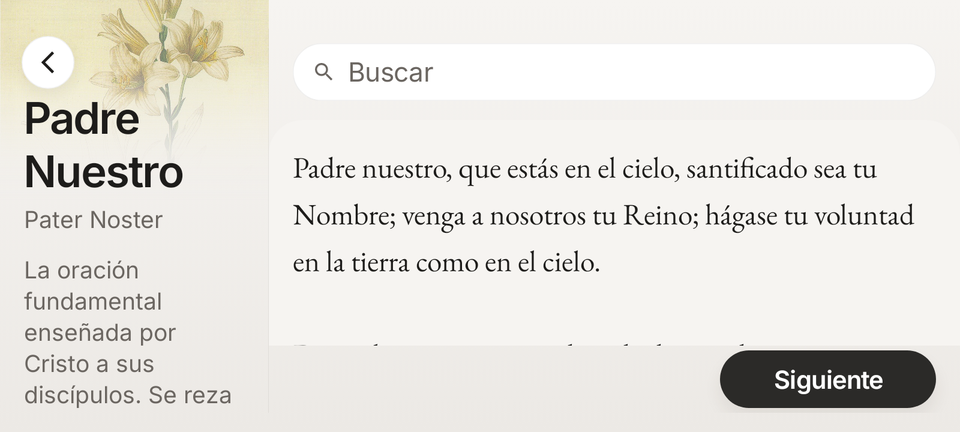 Padre
Nuestro
Pater Noster
La oración
fundamental
enseñada por
Cristo a sus
discípulos. Se reza
Buscar
Padre nuestro, que estás en el cielo, santificado sea tu
Nombre; venga a nosotros tu Reino; hágase tu voluntad
en la tierra como en el cielo.
Siguiente